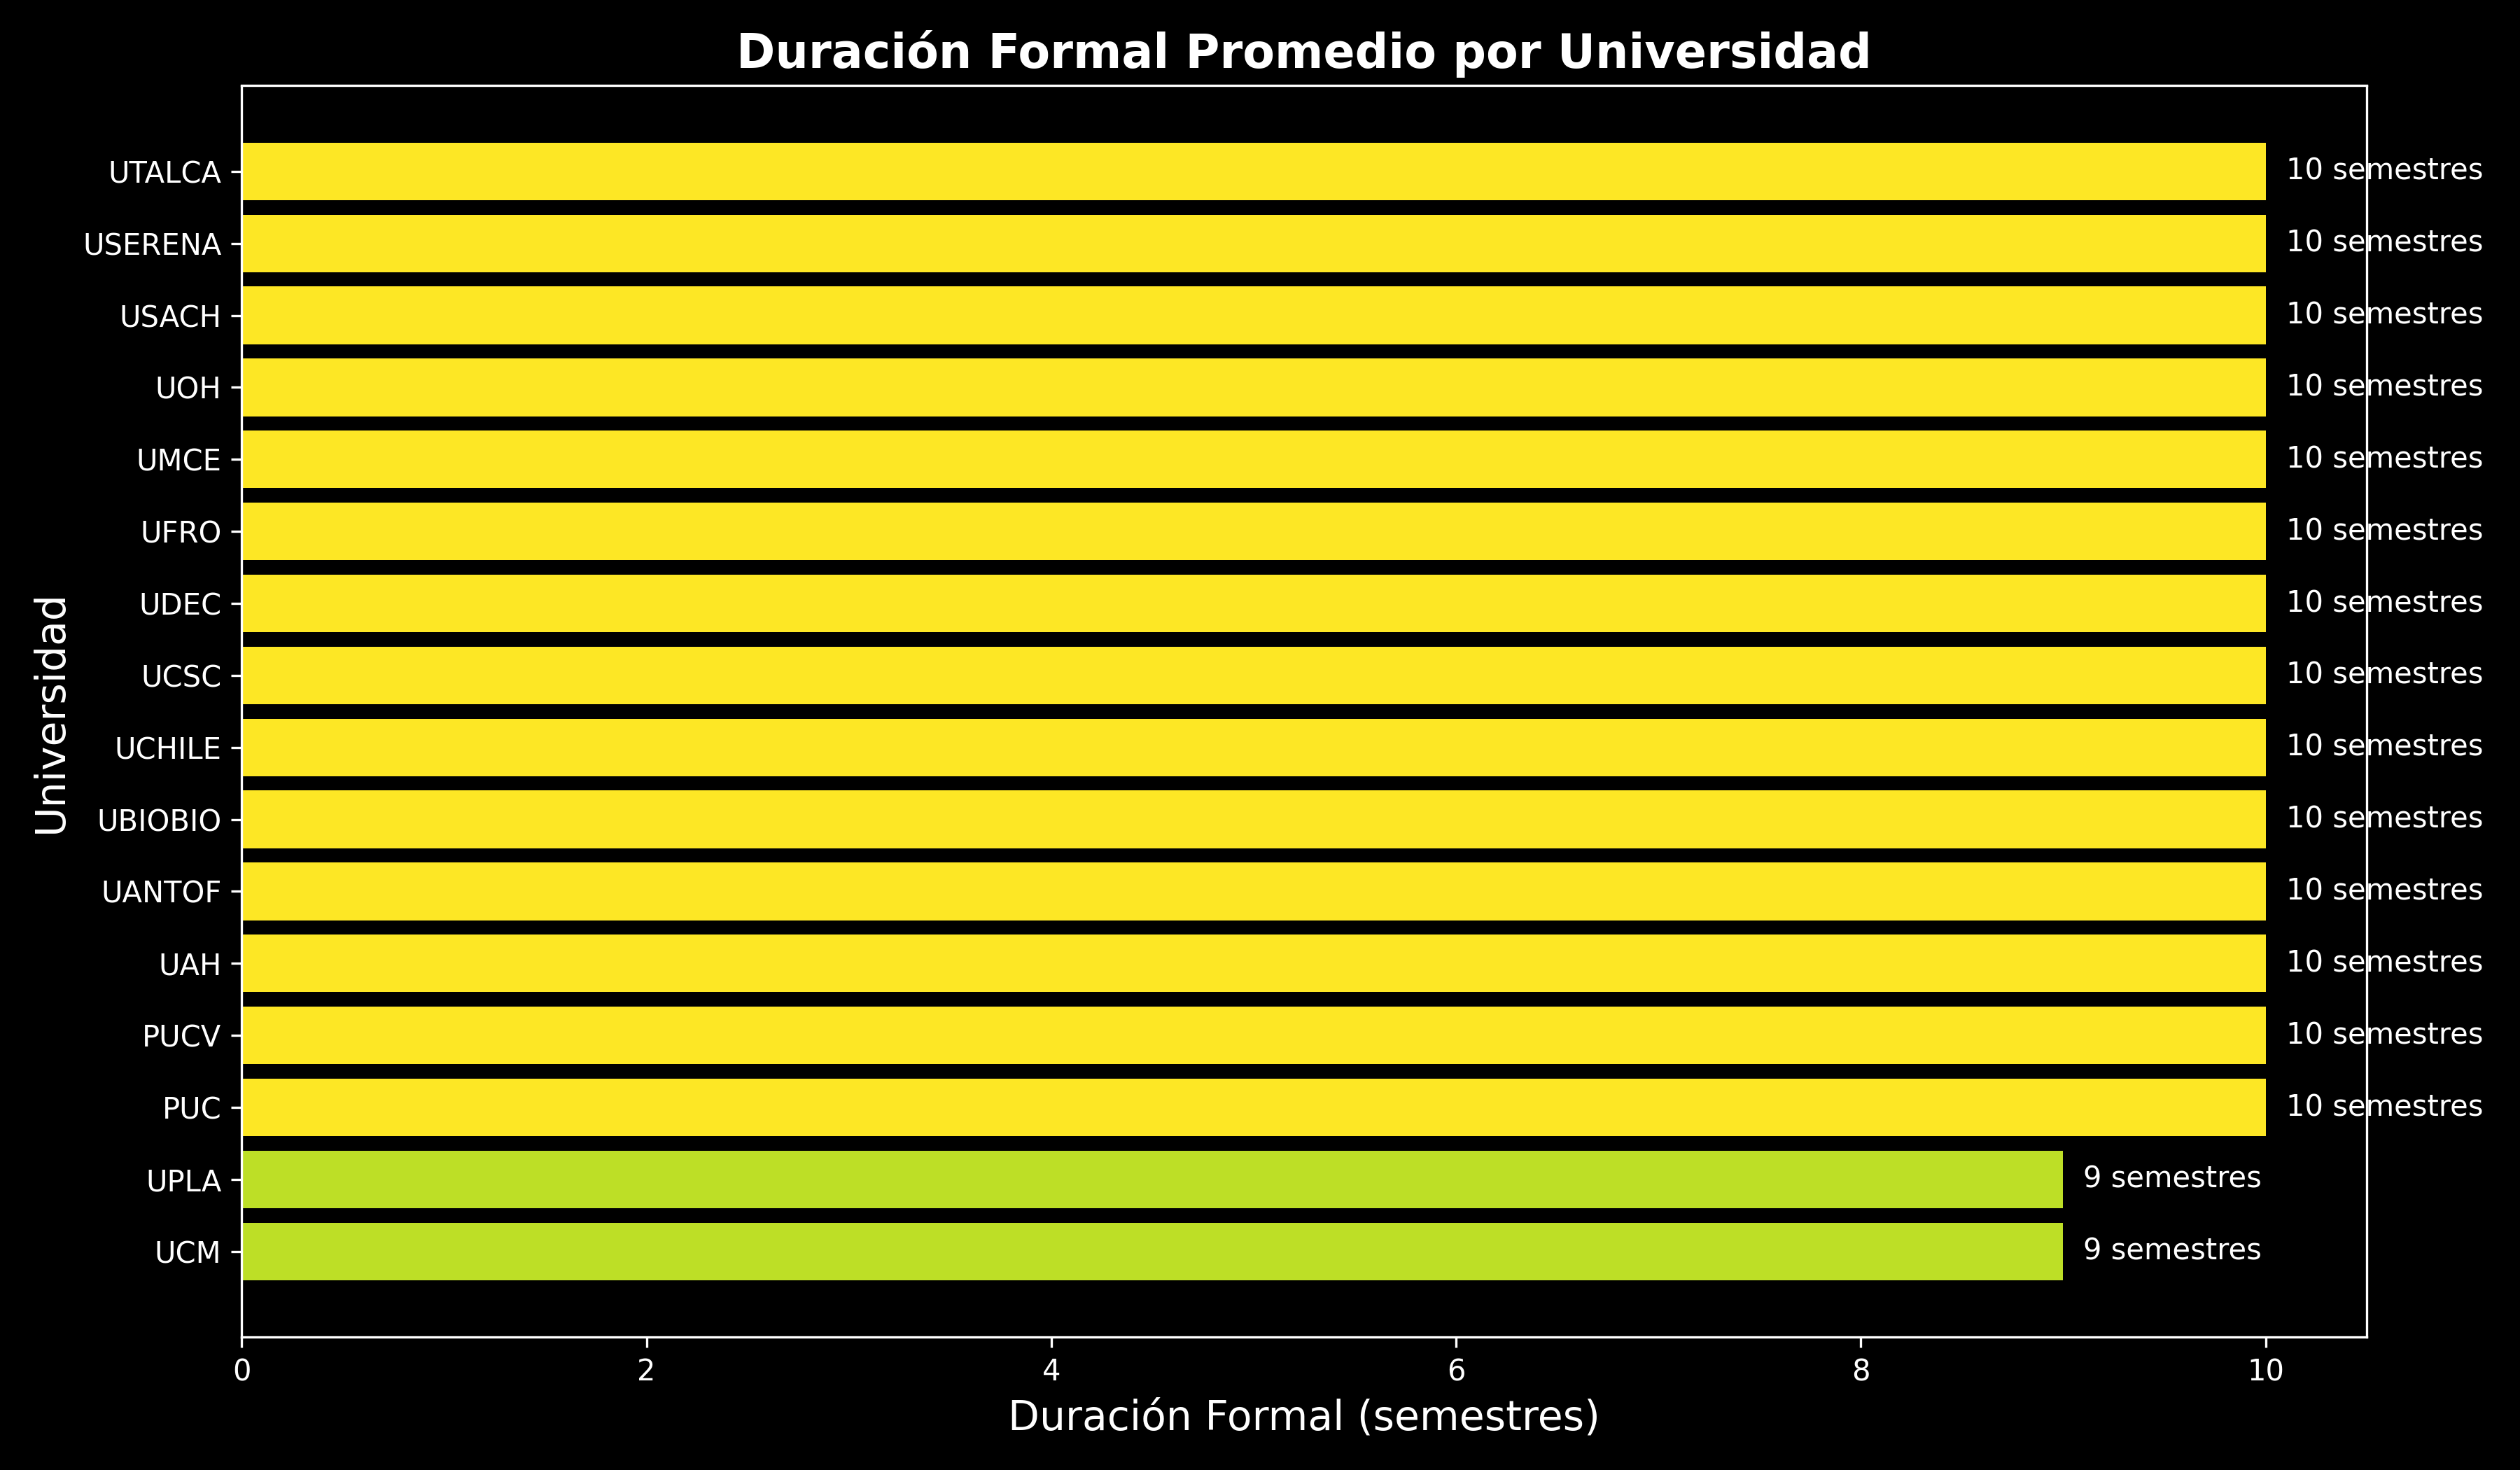 Duración Formal Promedio por Universidad
Universidad
UTALCA 10 semestres
USERENA 10 semestres
USACH 10 semestres
UOH 10 semestres
UMCE 10 semestres
UFRO 10 semestres
UDEC 10 semestres
UCSC 10 semestres
UCHILE 10 semestres
UBIOBIO 10 semestres
UANTOF 10 semestres
UAH 10 semestres
PUCV 10 semestres
PUC 10 semestres
UPLA 9 semestres
UCM 9 semestres
0 2 4 6 8 10
Duración Formal (semestres)